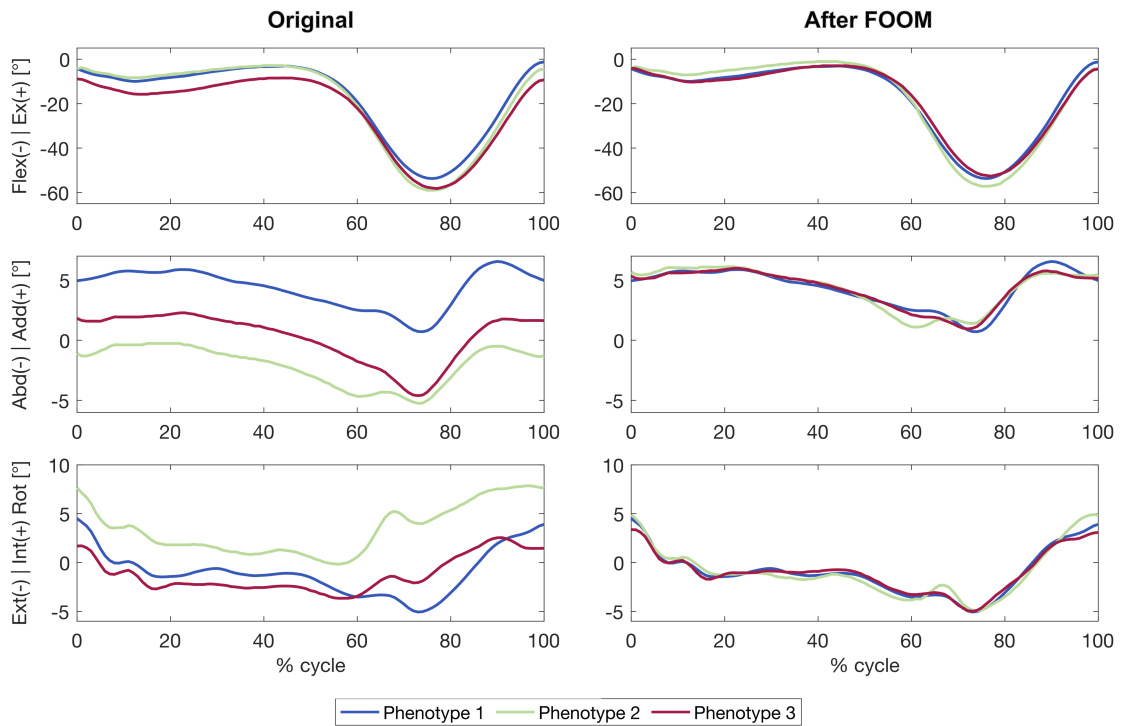 Original
After FOOM
Flex(-) | Ex(+) [°]
0
-20
-40
-60
0 20 40 60 80 100
0
-20
-40
-60
0 20 40 60 80 100
Abd(-) | Add(+) [°]
5
0
-5
0 20 40 60 80 100
5
0
-5
0 20 40 60 80 100
Ext(-) | Int(+) Rot [°]
10
5
0
-5
0 20 40 60 80 100
% cycle
10
5
0
-5
0 20 40 60 80 100
% cycle
Phenotype 1 Phenotype 2 Phenotype 3